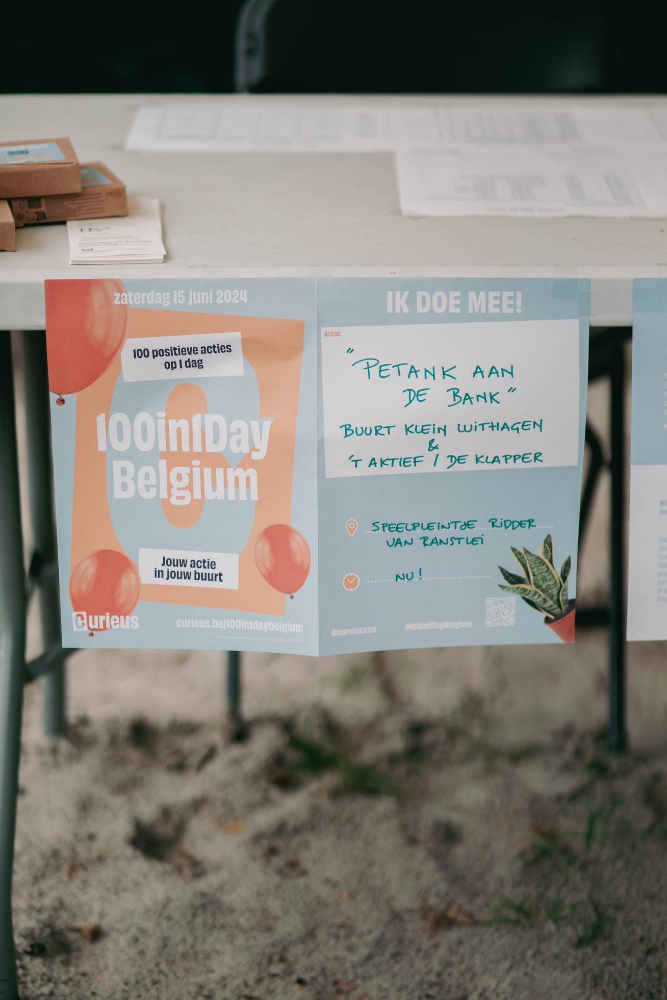 zaterdag 15 juni 2024
100 positieve acties
op 1 dag
100in1Day
Belgium
Jouw actie
in jouw buurt
Curieus
curieus.be/100in1daybelgium
IK DOE MEE!
Actie:
"PETANK AAN
DE BANK"
BUURT KLEIN WITHAGEN
&
'T AKTIEF / DE KLAPPER
SPEELPLEINTJE RIDDER
VAN RANSTLEI
NU!
@curieusvzw
#100in1DayBelgium